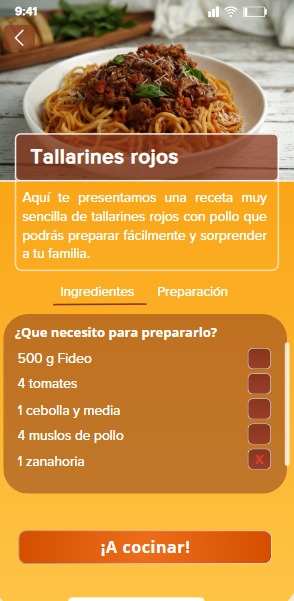 9:41
Tallarines rojos
Aquí te presentamos una receta muy
sencilla de tallarines rojos con pollo que
podrás preparar fácilmente y sorprender
a tu familia.
Ingredientes Preparación
¿Que necesito para prepararlo?
500 g Fideo
4 tomates
1 cebolla y media
4 muslos de pollo
1 zanahoria X
¡A cocinar!